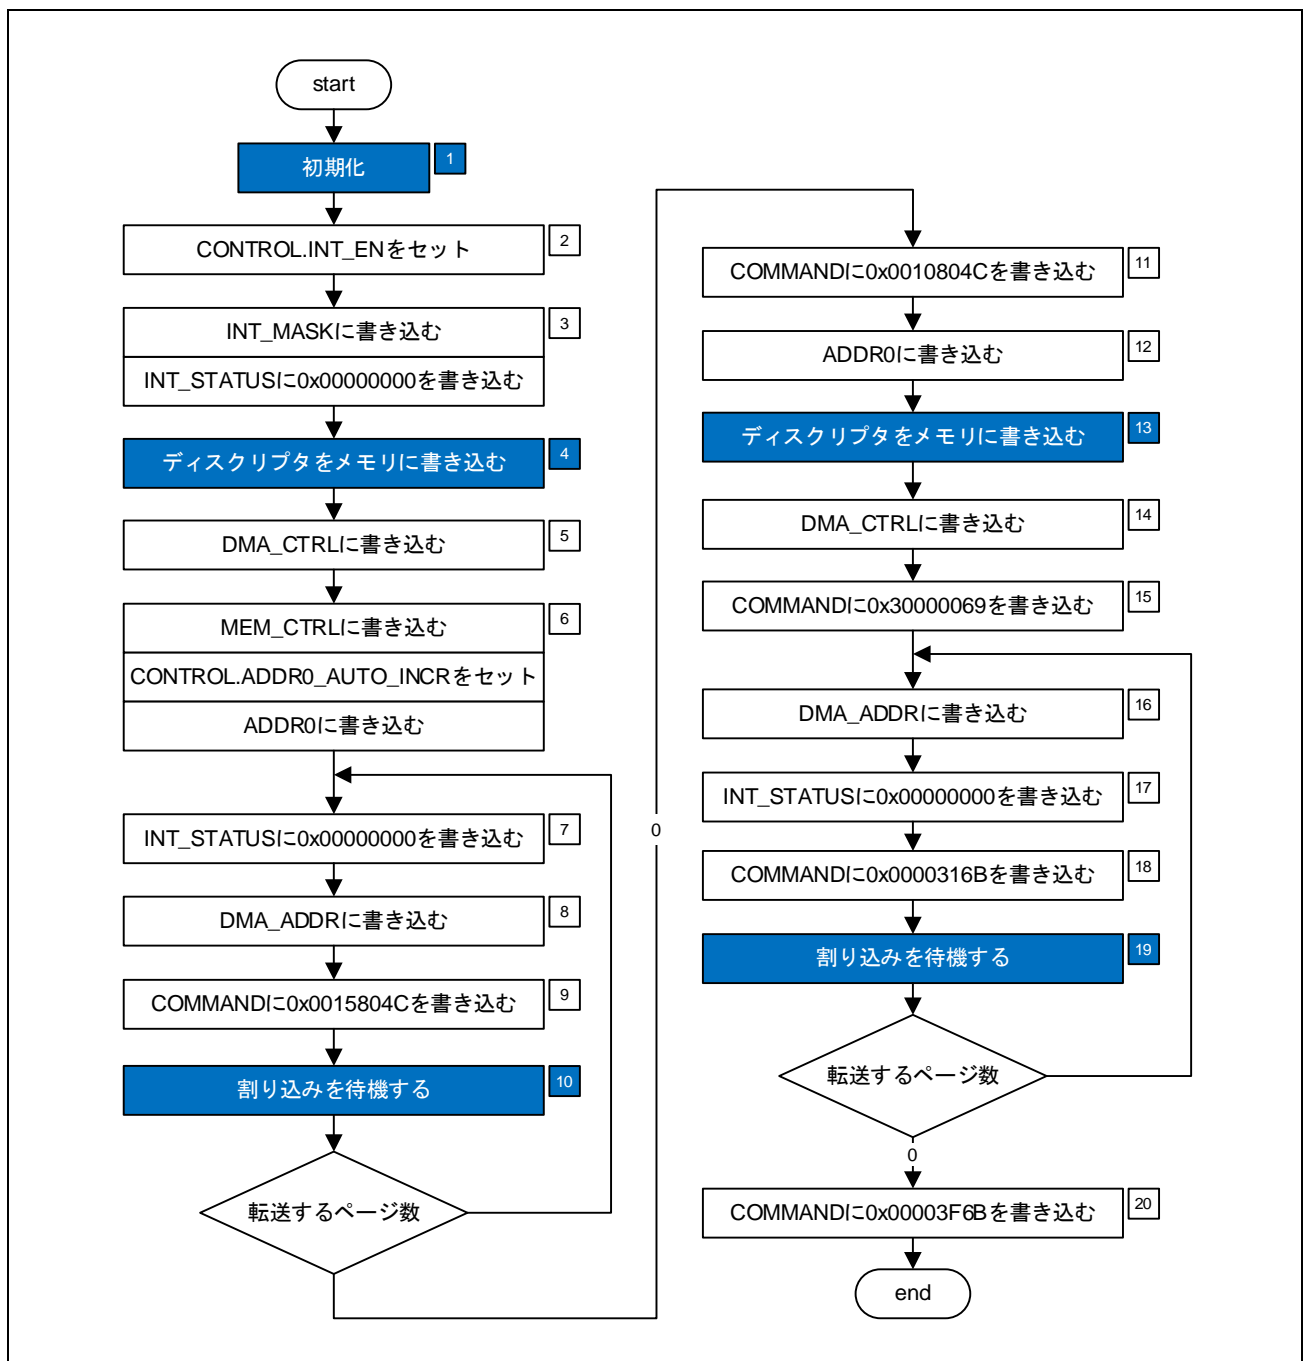 start
初期化
1
CONTROL.INT_ENをセット
2
INT_MASKに書き込む
3
INT_STATUSに0x00000000を書き込む
ディスクリプタをメモリに書き込む
4
DMA_CTRLに書き込む
5
MEM_CTRLに書き込む
6
CONTROL.ADDR0_AUTO_INCRをセット
ADDR0に書き込む
INT_STATUSに0x00000000を書き込む
7
DMA_ADDRに書き込む
8
COMMANDに0x0015804Cを書き込む
9
割り込みを待機する
10
転送するページ数
0
COMMANDに0x0010804Cを書き込む
11
ADDR0に書き込む
12
ディスクリプタをメモリに書き込む
13
DMA_CTRLに書き込む
14
COMMANDに0x30000069を書き込む
15
DMA_ADDRに書き込む
16
INT_STATUSに0x00000000を書き込む
17
COMMANDに0x0000316Bを書き込む
18
割り込みを待機する
19
転送するページ数
0
COMMANDに0x00003F6Bを書き込む
20
end